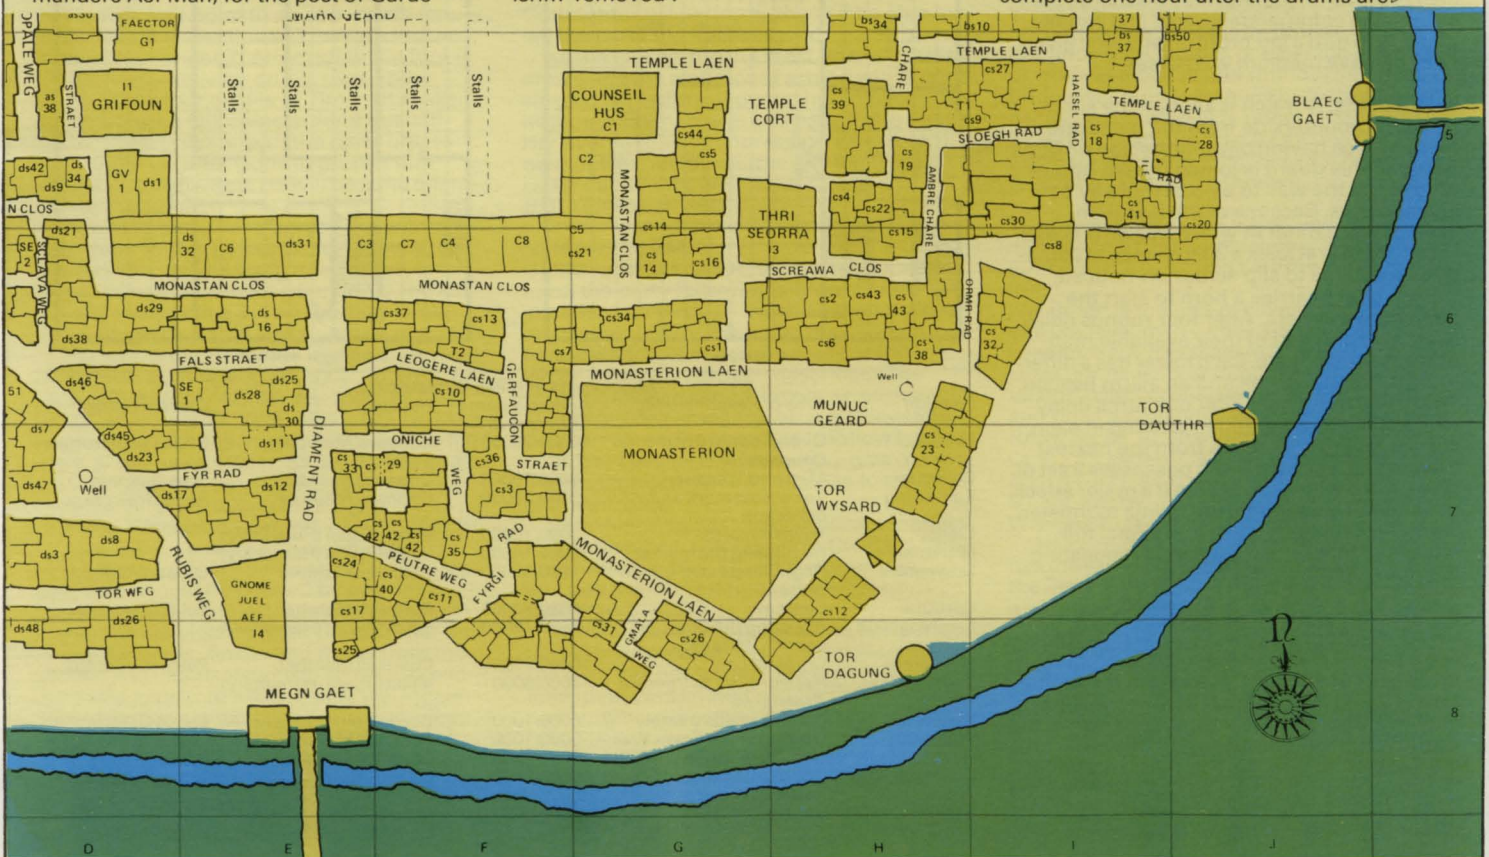 complete one hour after the drums are
as38
FAECTOR
G1
MARK GEARD
bs34
bs10
37
bs
37
bs50
OPALE WEG
Stalls
Stalls
Stalls
Stalls
Stalls
TEMPLE LAEN
TEMPLE LAEN
CHARE
as
38
STRAET
I1
GRIFOUN
COUNSEIL
HUS
C1
TEMPLE
CORT
cs
39
cs27
T1
cs9
HAESEL RAD
TEMPLE LAEN
BLAEC
GAET
5
cs44
SLOEGH RAD
cs
18
cs
28
ds42
ds9
ds
34
GV
1
ds1
C2
cs5
cs
19
AMBRE CHARE
RAD
N CLOS
MONASTAN CLOS
cs4
cs22
cs15
cs30
cs
41
cs20
ds21
SE
2
SCLAVA WEG
ds
32
C6
ds31
C3
C7
C4
C8
C5
cs21
cs14
cs
14
cs16
THRI
SEORRA
I3
cs8
SCREAWA CLOS
MONASTAN CLOS
MONASTAN CLOS
ORMR RAD
ds29
ds
16
ds38
cs37
cs13
T2
cs34
cs7
cs1
cs2
cs43
cs
43
cs6
cs
38
cs
32
6
FALS STRAET
LEOGERE LAEN
GERFAUCON
MONASTERION LAEN
Well
51
ds46
SE
1
ds25
ds28
ds
30
ds11
ds7
ds45
ds23
cs10
MUNUC
GEARD
TOR
DAUTHR
DIAMENT RAD
ONICHE
WEG
STRAET
MONASTERION
cs
23
ds47
Well
FYR RAD
ds17
ds12
cs
33
cs
29
cs36
cs3
TOR
WYSARD
7
ds3
ds8
cs
42
cs
42
cs
42
cs
35
RAD
FYRGI
RUBIS WEG
GNOME
JUEL
AEF
I4
PEUTRE WEG
MONASTERION LAEN
TOR WEG
cs24
cs
40
cs11
cs17
cs25
cs12
ds48
ds26
cs31
GMALA
WEG
cs26
TOR
DAGUNG
N
MEGN GAET
8
D
E
F
G
H
I
J